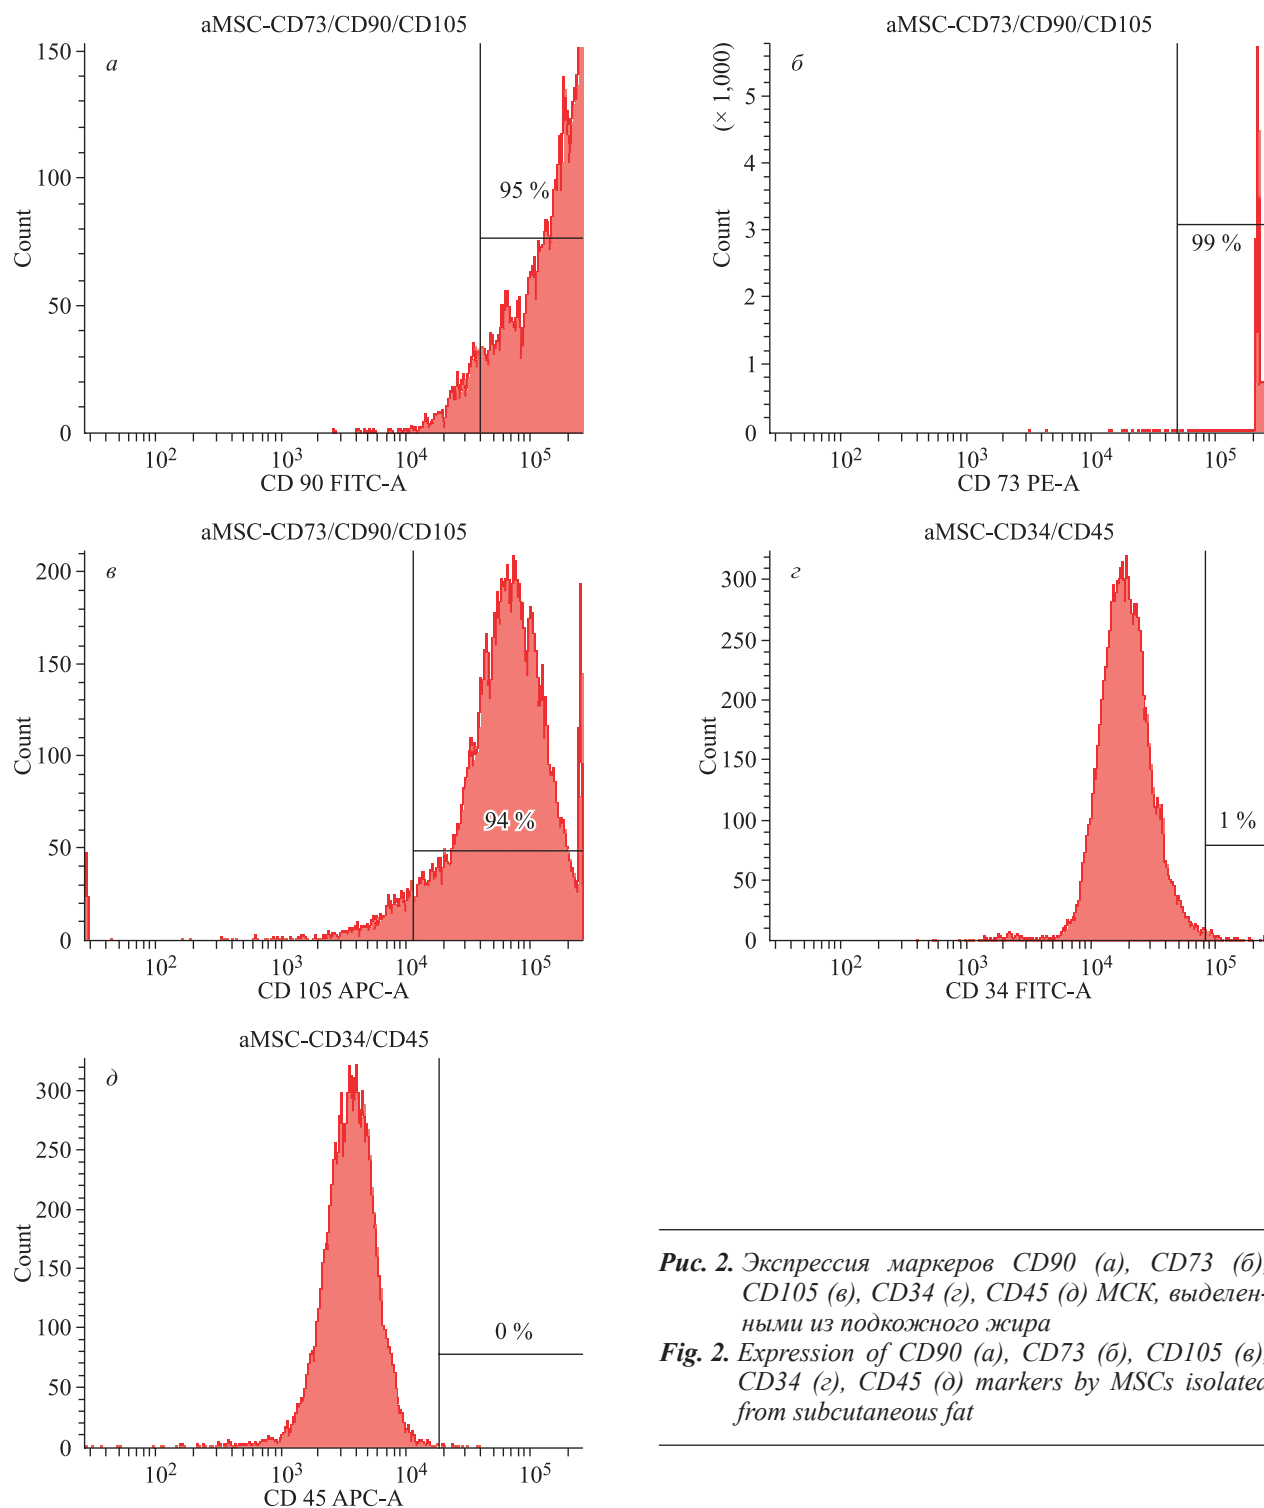 aMSC-CD73/CD90/CD105
а
150
100
50
0
Count
95 %
10² 10³ 10⁴ 10⁵
CD 90 FITC-A
aMSC-CD73/CD90/CD105
б
(× 1,000)
5
4
3
2
1
0
Count
99 %
10² 10³ 10⁴ 10⁵
CD 73 PE-A
aMSC-CD73/CD90/CD105
в
200
150
100
50
0
Count
94 %
10² 10³ 10⁴ 10⁵
CD 105 APC-A
aMSC-CD34/CD45
г
300
250
200
150
100
50
0
Count
1 %
10² 10³ 10⁴ 10⁵
CD 34 FITC-A
aMSC-CD34/CD45
д
300
250
200
150
100
50
0
Count
0 %
10² 10³ 10⁴ 10⁵
CD 45 APC-A
Рис. 2. Экспрессия маркеров CD90 (а), CD73 (б),
CD105 (в), CD34 (г), CD45 (д) МСК, выделен-
ными из подкожного жира
Fig. 2. Expression of CD90 (а), CD73 (б), CD105 (в),
CD34 (г), CD45 (д) markers by MSCs isolated
from subcutaneous fat